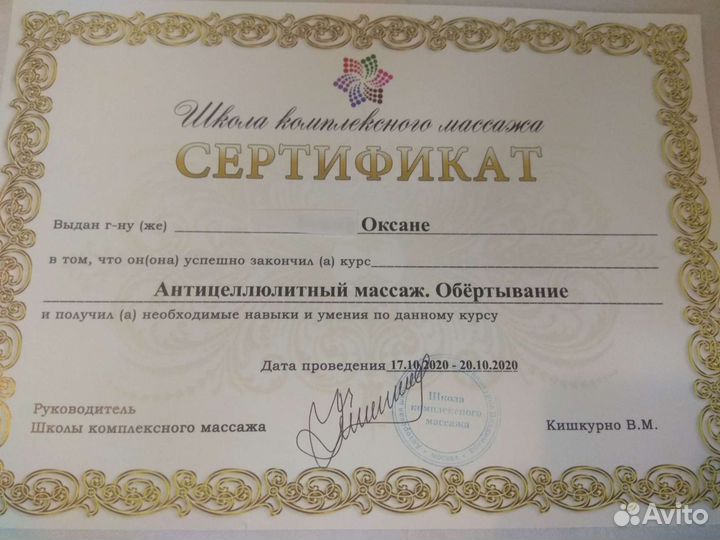 Школа комплексного массажа
СЕРТИФИКАТ
Выдан г-ну (же) Оксане
в том, что он(она) успешно закончил (а) курс
Антицеллюлитный массаж. Обёртывание
и получил (а) необходимые навыки и умения по данному курсу
Дата проведения 17.10.2020 - 20.10.2020
Руководитель
Школы комплексного массажа
Школа
комплексного
массажа
МОСКВА
Кишкурно В.М.
Avito